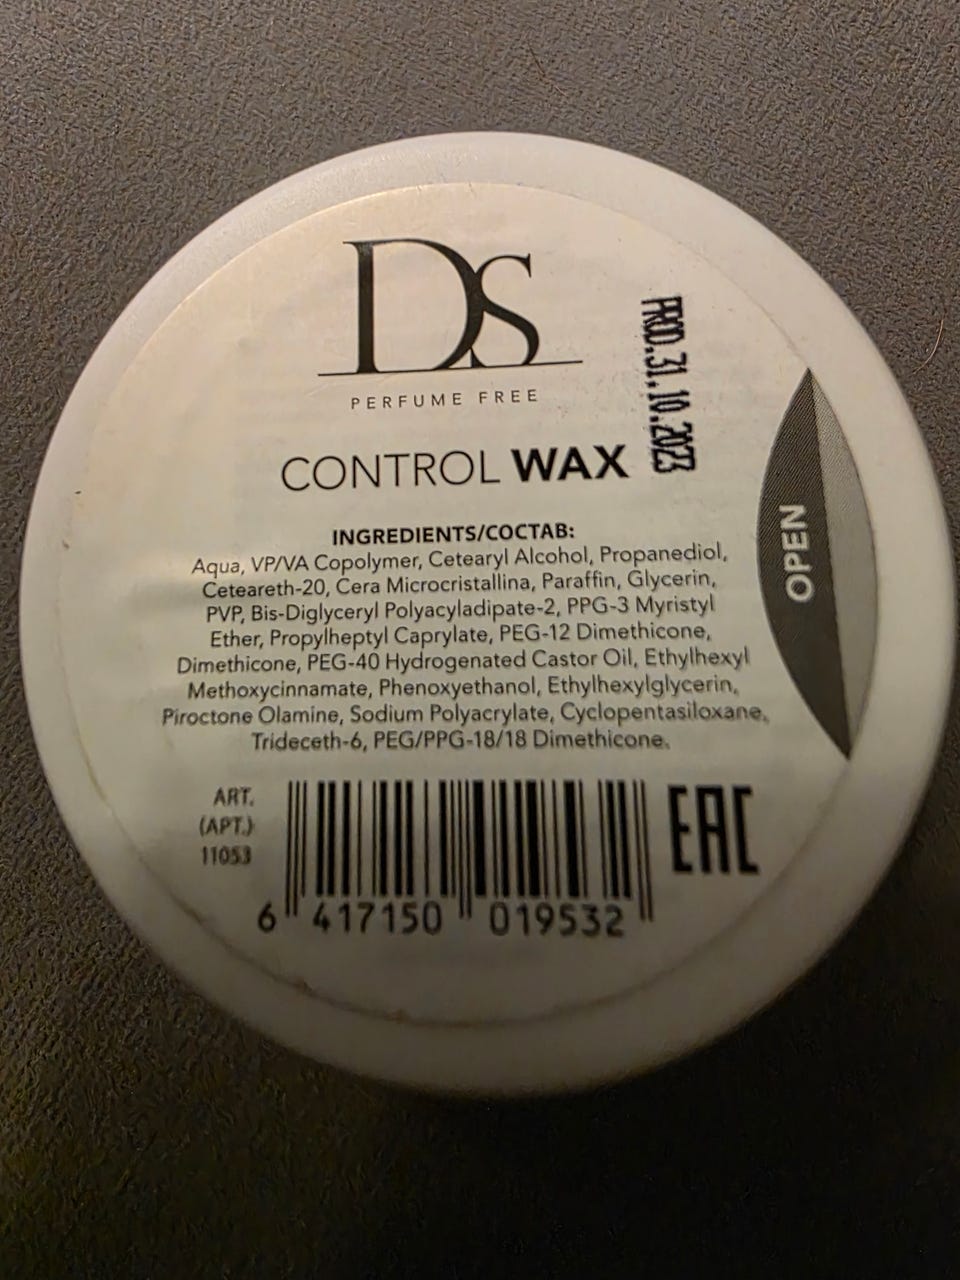 DS
PERFUME FREE
PROD.31.10.2023
CONTROL WAX
OPEN
INGREDIENTS/СОСТАВ:
Aqua, VP/VA Copolymer, Cetearyl Alcohol, Propanediol,
Ceteareth-20, Cera Microcristallina, Paraffin, Glycerin,
PVP, Bis-Diglyceryl Polyacyladipate-2, PPG-3 Myristyl
Ether, Propylheptyl Caprylate, PEG-12 Dimethicone,
Dimethicone, PEG-40 Hydrogenated Castor Oil, Ethylhexyl
Methoxycinnamate, Phenoxyethanol, Ethylhexylglycerin,
Piroctone Olamine, Sodium Polyacrylate, Cyclopentasiloxane,
Trideceth-6, PEG/PPG-18/18 Dimethicone.
ART.
(АРТ.)
11053
EAC
6 417150 019532